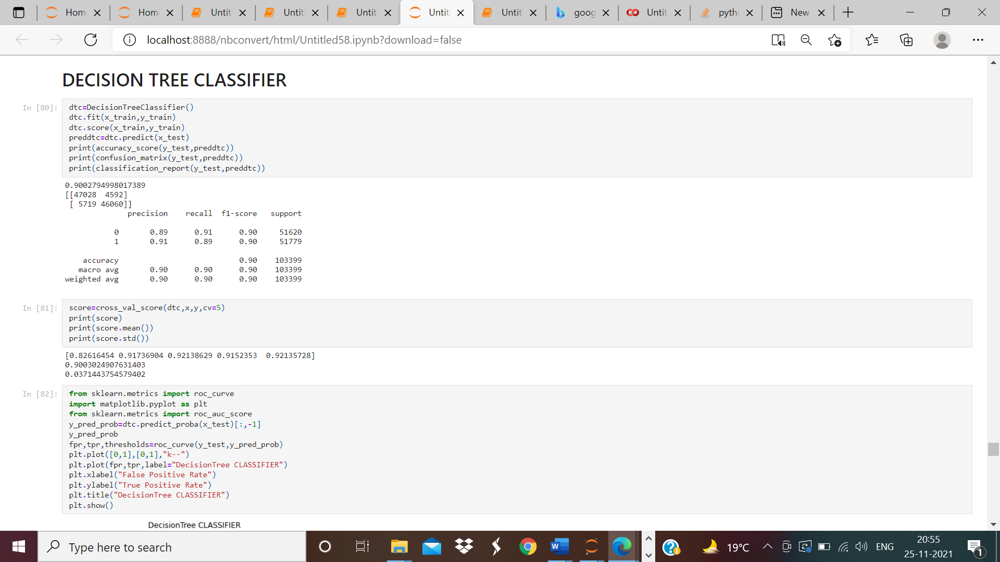 Hom
Hom
Untit
Unti
Unti
Unti
Unti
goog
Untit
pyth
New
localhost:8888/nbconvert/html/Untitled58.ipynb?download=false
DECISION TREE CLASSIFIER
In [80]:
dtc=DecisionTreeClassifier()
dtc.fit(x_train,y_train)
dtc.score(x_train,y_train)
preddtc=dtc.predict(x_test)
print(accuracy_score(y_test,preddtc))
print(confusion_matrix(y_test,preddtc))
print(classification_report(y_test,preddtc))
0.9002794998017389
[[47028  4592]
 [ 5719 46060]]
              precision    recall  f1-score   support
           0       0.89      0.91      0.90     51620
           1       0.91      0.89      0.90     51779
    accuracy                           0.90    103399
   macro avg       0.90      0.90      0.90    103399
weighted avg       0.90      0.90      0.90    103399
In [81]:
score=cross_val_score(dtc,x,y,cv=5)
print(score)
print(score.mean())
print(score.std())
[0.82616454 0.91736904 0.92138629 0.9152353  0.92135728]
0.9003024907631403
0.0371443754579402
In [82]:
from sklearn.metrics import roc_curve
import matplotlib.pyplot as plt
from sklearn.metrics import roc_auc_score
y_pred_prob=dtc.predict_proba(x_test)[:,-1]
y_pred_prob
fpr,tpr,thresholds=roc_curve(y_test,y_pred_prob)
plt.plot([0,1],[0,1],"k--")
plt.plot(fpr,tpr,label="DecisionTree CLASSIFIER")
plt.xlabel("False Positive Rate")
plt.ylabel("True Positive Rate")
plt.title("DecisionTree CLASSIFIER")
plt.show()
DecisionTree CLASSIFIER
Type here to search
19°C
ENG
20:55
25-11-2021
1